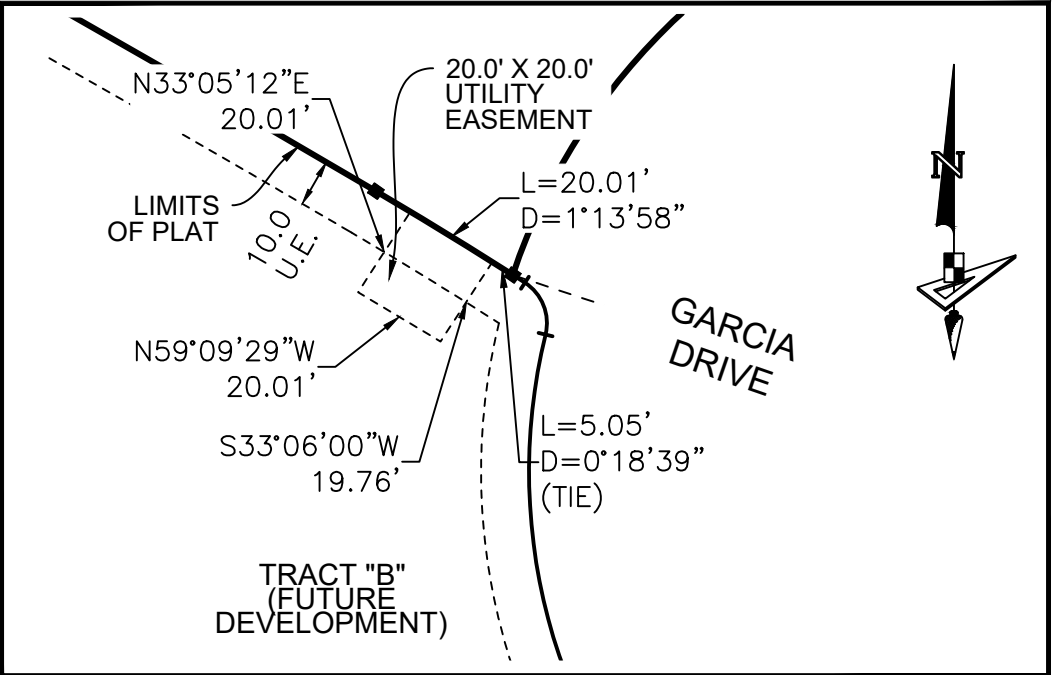 N33°05'12"E
20.01'
20.0' X 20.0'
UTILITY
EASEMENT
LIMITS
OF PLAT
10.0
U.E.
L=20.01'
D=1°13'58"
N
GARCIA
DRIVE
N59°09'29"W
20.01'
S33°06'00"W
19.76'
L=5.05'
D=0°18'39"
(TIE)
TRACT "B"
(FUTURE
DEVELOPMENT)